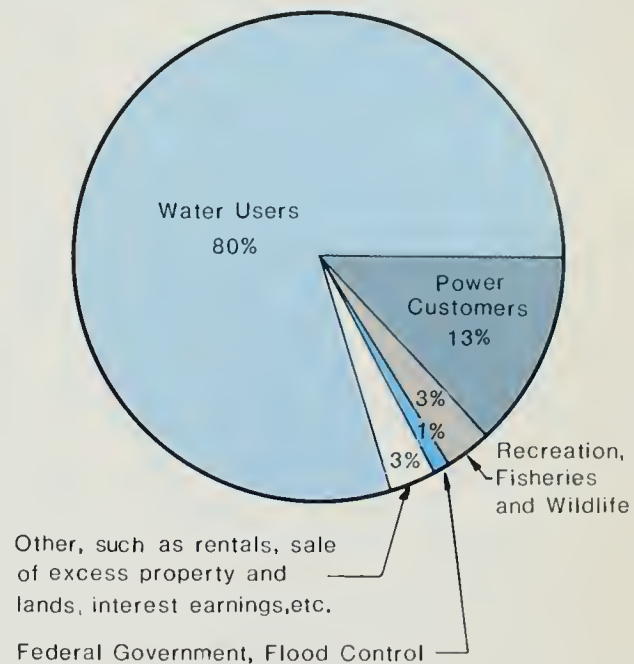 Water Users
80%
Power
Customers
13%
3%
1%
3%
Recreation,
Fisheries
and Wildlife
Other, such as rentals, sale
of excess property and
lands, interest earnings,etc.
Federal Government, Flood Control